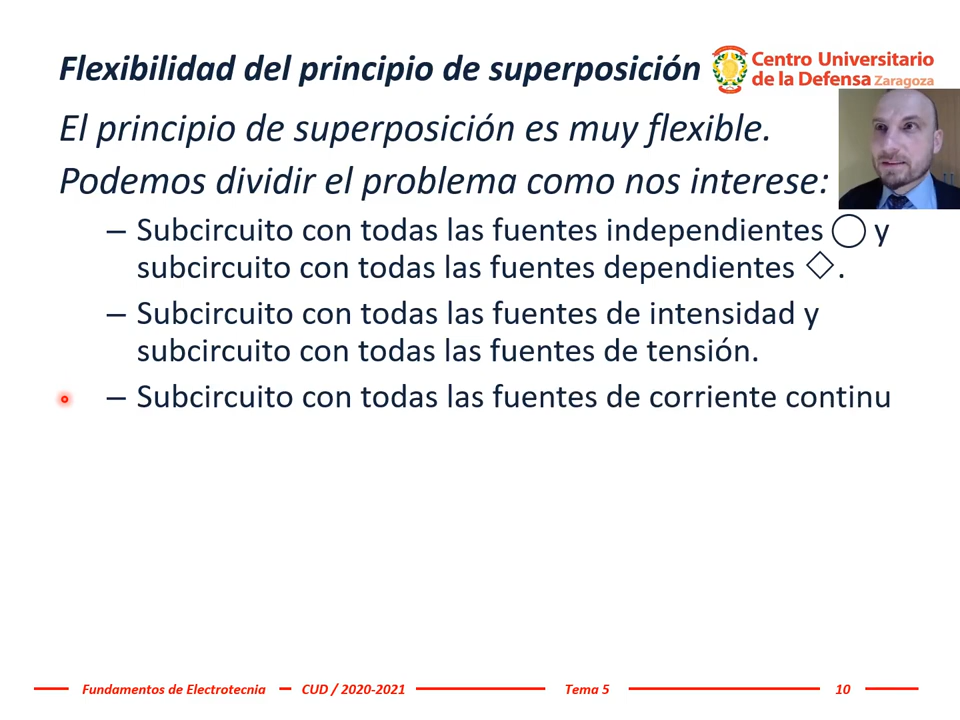 Flexibilidad del principio de superposición
Centro Universitario
de la Defensa Zaragoza
El principio de superposición es muy flexible.
Podemos dividir el problema como nos interese:
– Subcircuito con todas las fuentes independientes y
subcircuito con todas las fuentes dependientes .
– Subcircuito con todas las fuentes de intensidad y
subcircuito con todas las fuentes de tensión.
– Subcircuito con todas las fuentes de corriente continu
Fundamentos de Electrotecnia CUD / 2020-2021 Tema 5 10